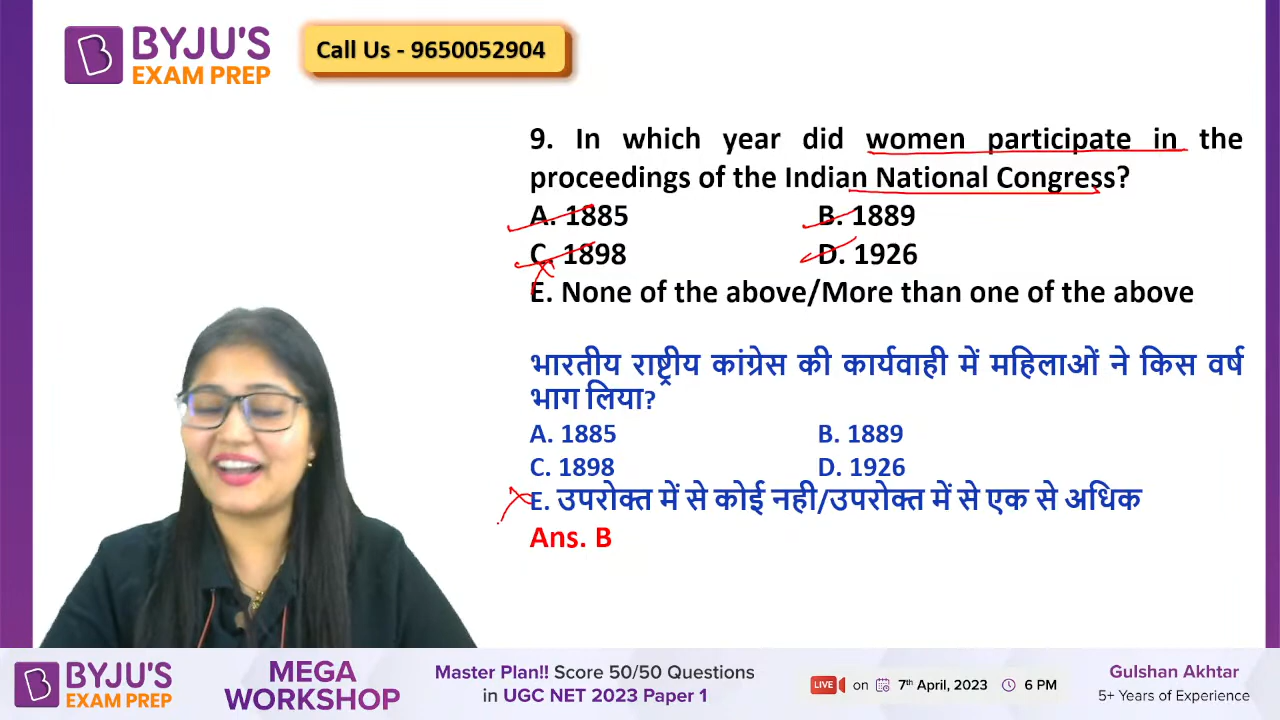 BYJU'S
EXAM PREP
Call Us - 9650052904
9. In which year did women participate in the
proceedings of the Indian National Congress?
A. 1885 B. 1889
C. 1898 D. 1926
E. None of the above/More than one of the above
भारतीय राष्ट्रीय कांग्रेस की कार्यवाही में महिलाओं ने किस वर्ष
भाग लिया?
A. 1885 B. 1889
C. 1898 D. 1926
E. उपरोक्त में से कोई नही/उपरोक्त में से एक से अधिक
Ans. B
BYJU'S
EXAM PREP
MEGA
WORKSHOP
Master Plan!! Score 50/50 Questions
in UGC NET 2023 Paper 1
LIVE on 7th April, 2023 6 PM
Gulshan Akhtar
5+ Years of Experience